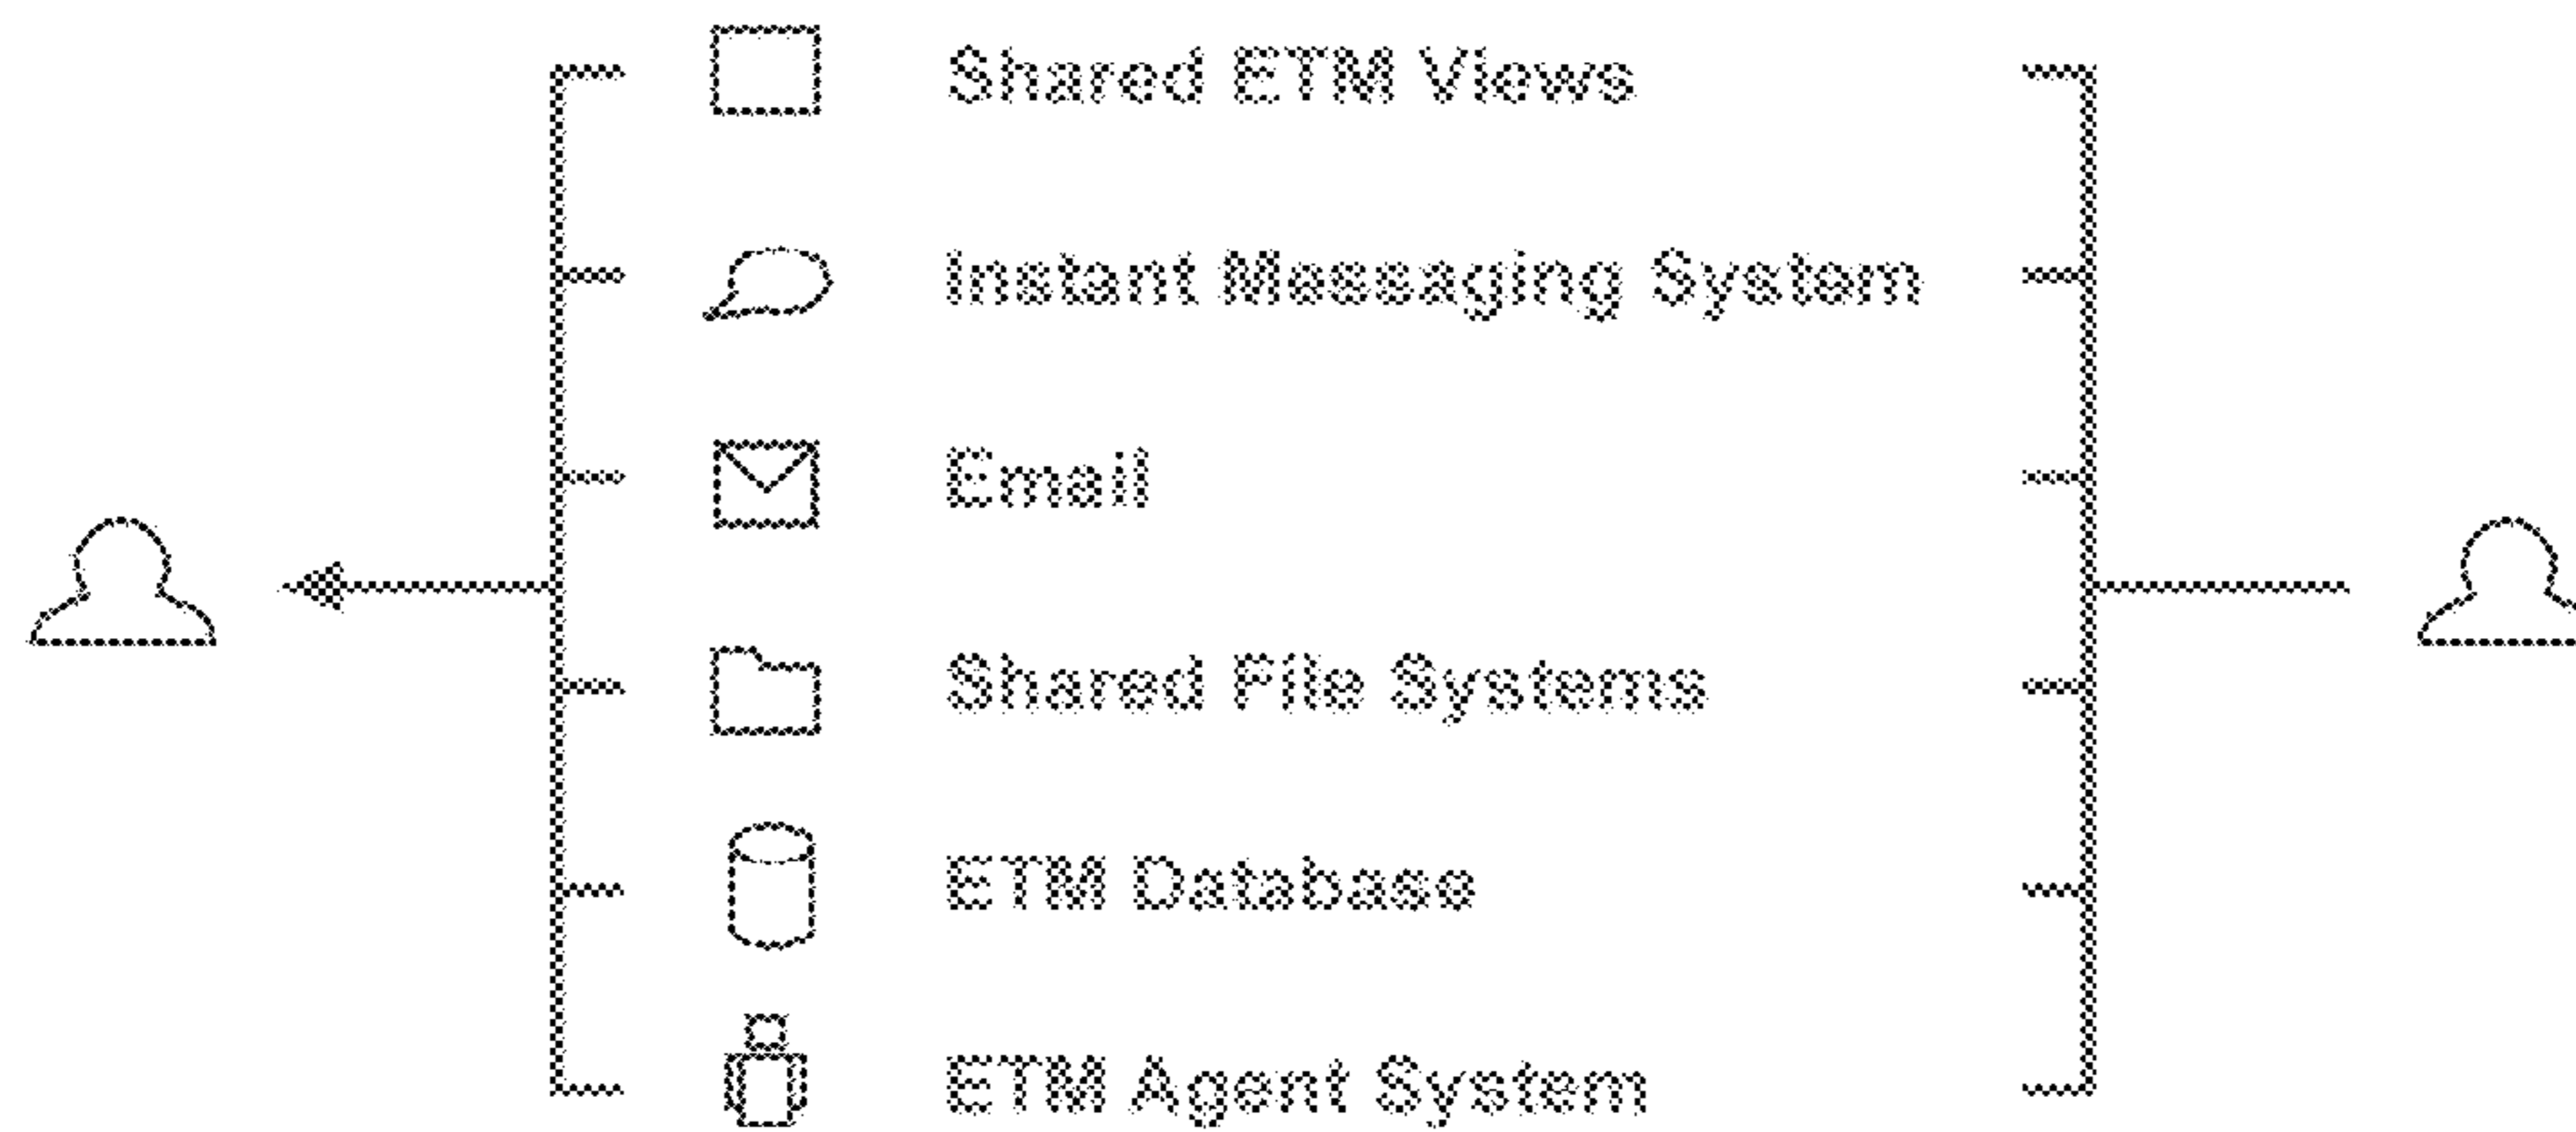 Shared ETM Views
Instant Messaging System
Email
Shared File Systems
ETM Database
ETM Agent System